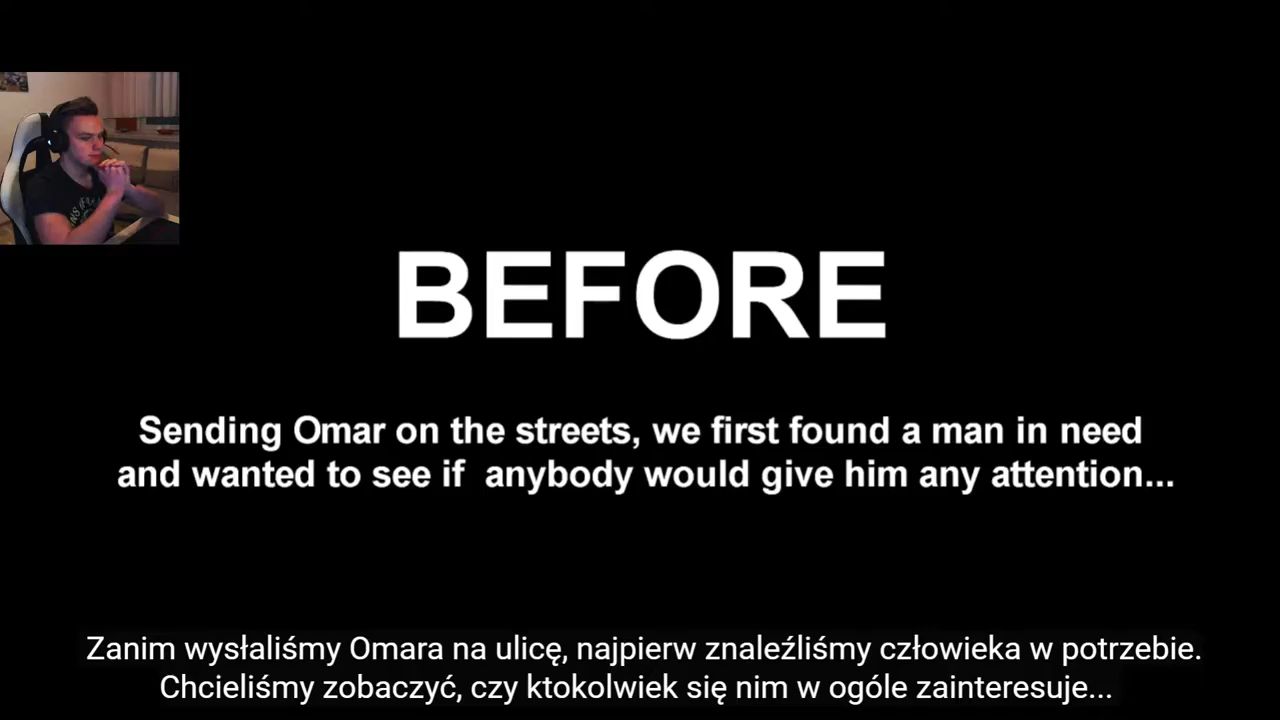 BEFORE
Sending Omar on the streets, we first found a man in need
and wanted to see if anybody would give him any attention...
Zanim wysłaliśmy Omara na ulicę, najpierw znaleźliśmy człowieka w potrzebie.
Chcieliśmy zobaczyć, czy ktokolwiek się nim w ogóle zainteresuje...